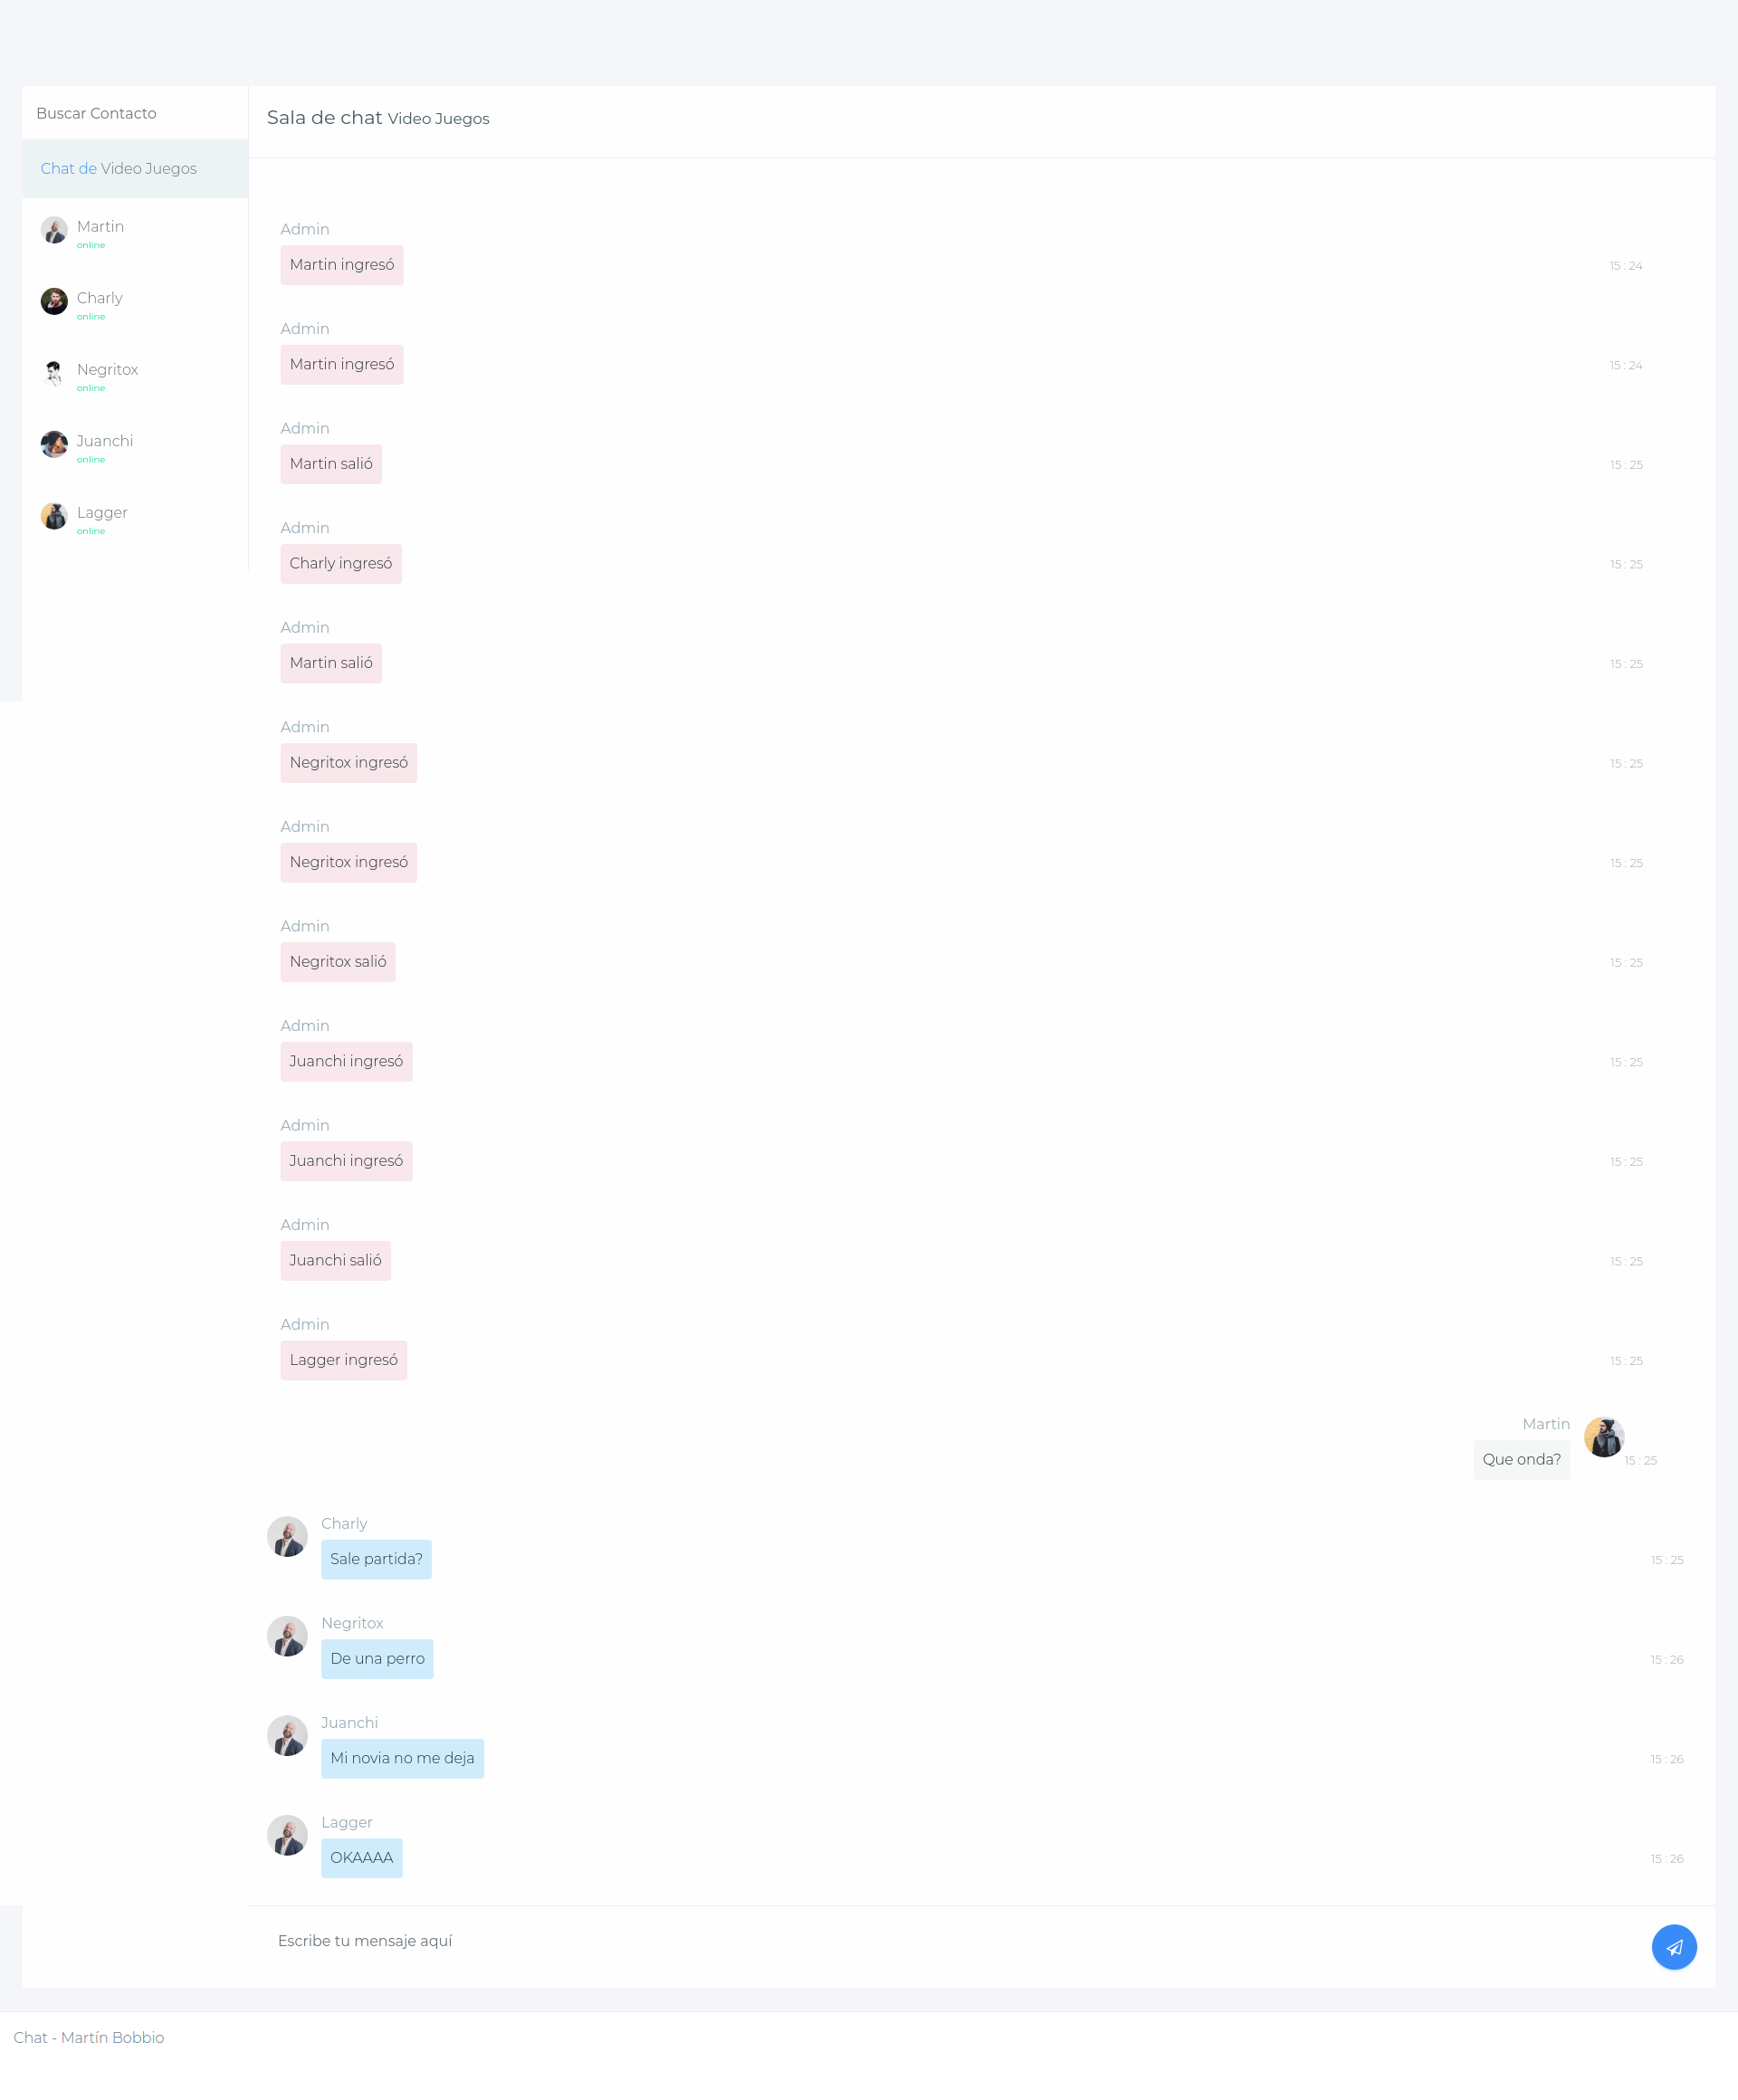 Buscar Contacto
Chat de Video Juegos
Martin
online
Charly
online
Negritox
online
Juanchi
online
Lagger
online
Sala de chat Video Juegos
Admin
Martin ingresó
15 : 24
Admin
Martin ingresó
15 : 24
Admin
Martin salió
15 : 25
Admin
Charly ingresó
15 : 25
Admin
Martin salió
15 : 25
Admin
Negritox ingresó
15 : 25
Admin
Negritox ingresó
15 : 25
Admin
Negritox salió
15 : 25
Admin
Juanchi ingresó
15 : 25
Admin
Juanchi ingresó
15 : 25
Admin
Juanchi salió
15 : 25
Admin
Lagger ingresó
15 : 25
Martin
Que onda?
15 : 25
Charly
Sale partida?
15 : 25
Negritox
De una perro
15 : 26
Juanchi
Mi novia no me deja
15 : 26
Lagger
OKAAAA
15 : 26
Escribe tu mensaje aquí
Chat - Martín Bobbio